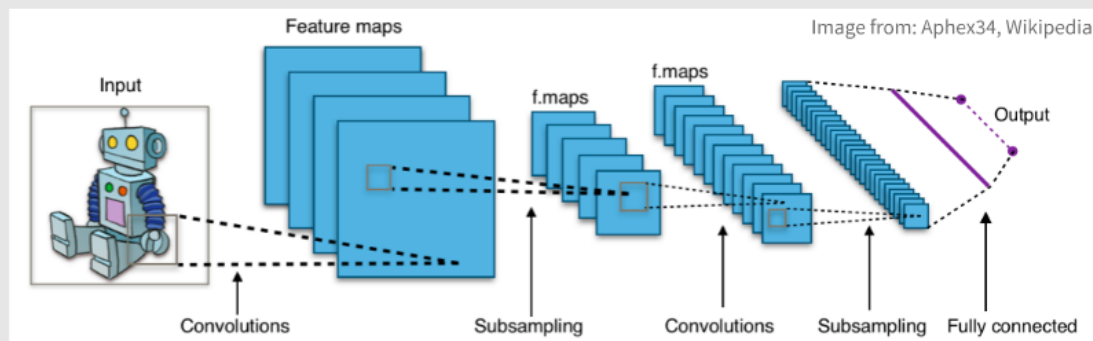 Image from: Aphex34, Wikipedia
Feature maps
Input
f.maps
f.maps
Output
Convolutions
Subsampling
Convolutions
Subsampling
Fully connected